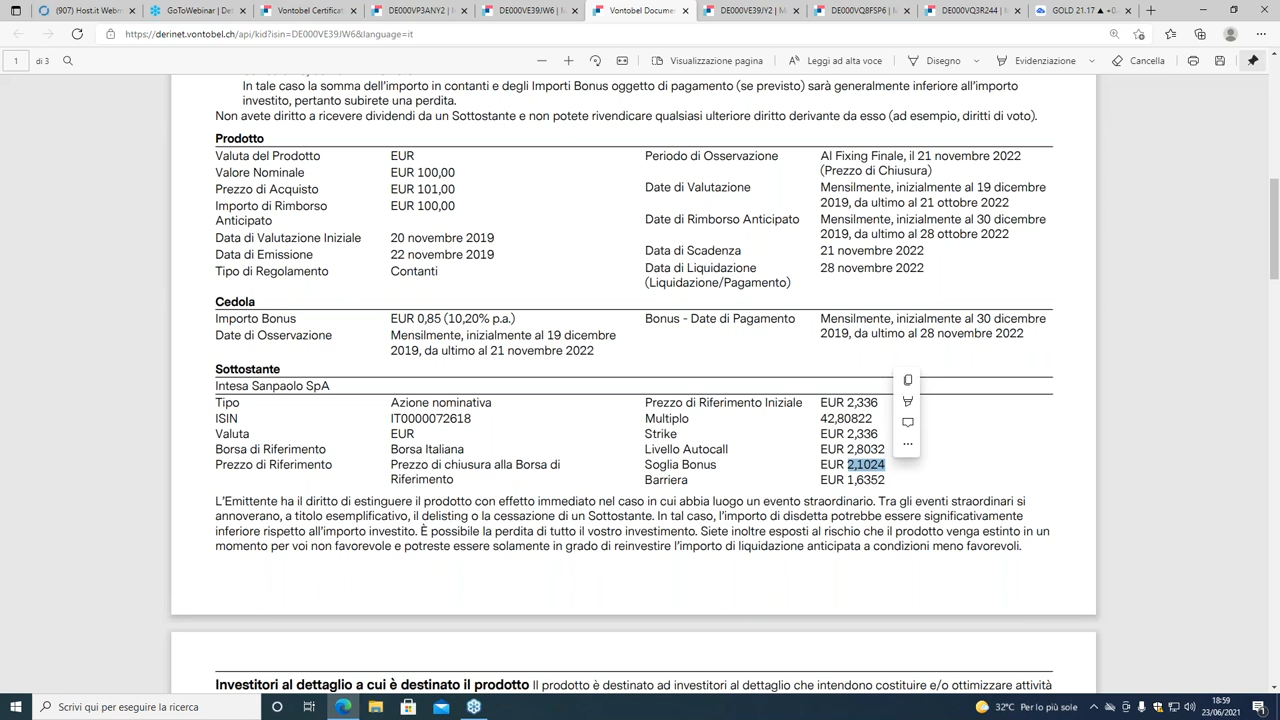 (907) Host.it Webm
GoToWebinar | Det
Vontobel Certificat
DE000VP3ANY2 | M
DE000VE39JW6 | M
Vontobel Docume
DE000VE39JY2 | M
DE000VQ8FSP6 | M
DE000VQ3R244 | M
GOLD 21.17 ▲ +0.
https://derinet.vontobel.ch/api/kid?isin=DE000VE39JW6&language=it
1 di 3
Visualizzazione pagina
Leggi ad alta voce
Disegno
Evidenziazione
Cancella
In tale caso la somma dell'importo in contanti e degli Importi Bonus oggetto di pagamento (se previsto) sarà generalmente inferiore all'importo
investito, pertanto subirete una perdita.
Non avete diritto a ricevere dividendi da un Sottostante e non potete rivendicare qualsiasi ulteriore diritto derivante da esso (ad esempio, diritti di voto).
Prodotto
Valuta del Prodotto EUR
Valore Nominale EUR 100,00
Prezzo di Acquisto EUR 101,00
Importo di Rimborso EUR 100,00
Anticipato
Data di Valutazione Iniziale 20 novembre 2019
Data di Emissione 22 novembre 2019
Tipo di Regolamento Contanti
Periodo di Osservazione Al Fixing Finale, il 21 novembre 2022
(Prezzo di Chiusura)
Date di Valutazione Mensilmente, inizialmente al 19 dicembre
2019, da ultimo al 21 ottobre 2022
Date di Rimborso Anticipato Mensilmente, inizialmente al 30 dicembre
2019, da ultimo al 28 ottobre 2022
Data di Scadenza 21 novembre 2022
Data di Liquidazione 28 novembre 2022
(Liquidazione/Pagamento)
Cedola
Importo Bonus EUR 0,85 (10,20% p.a.)
Date di Osservazione Mensilmente, inizialmente al 19 dicembre
2019, da ultimo al 21 novembre 2022
Bonus - Date di Pagamento Mensilmente, inizialmente al 30 dicembre
2019, da ultimo al 28 novembre 2022
Sottostante
Intesa Sanpaolo SpA
Tipo Azione nominativa
ISIN IT0000072618
Valuta EUR
Borsa di Riferimento Borsa Italiana
Prezzo di Riferimento Prezzo di chiusura alla Borsa di
Riferimento
Prezzo di Riferimento Iniziale EUR 2,336
Multiplo 42,80822
Strike EUR 2,336
Livello Autocall EUR 2,8032
Soglia Bonus EUR 2,1024
Barriera EUR 1,6352
L'Emittente ha il diritto di estinguere il prodotto con effetto immediato nel caso in cui abbia luogo un evento straordinario. Tra gli eventi straordinari si
annoverano, a titolo esemplificativo, il delisting o la cessazione di un Sottostante. In tal caso, l'importo di disdetta potrebbe essere significativamente
inferiore rispetto all'importo investito. È possibile la perdita di tutto il vostro investimento. Siete inoltre esposti al rischio che il prodotto venga estinto in un
momento per voi non favorevole e potreste essere solamente in grado di reinvestire l'importo di liquidazione anticipata a condizioni meno favorevoli.
Investitori al dettaglio a cui è destinato il prodotto Il prodotto è destinato ad investitori al dettaglio che intendono costituire e/o ottimizzare attività
Scrivi qui per eseguire la ricerca
32°C Per lo più sole
18:59
23/06/2021
1